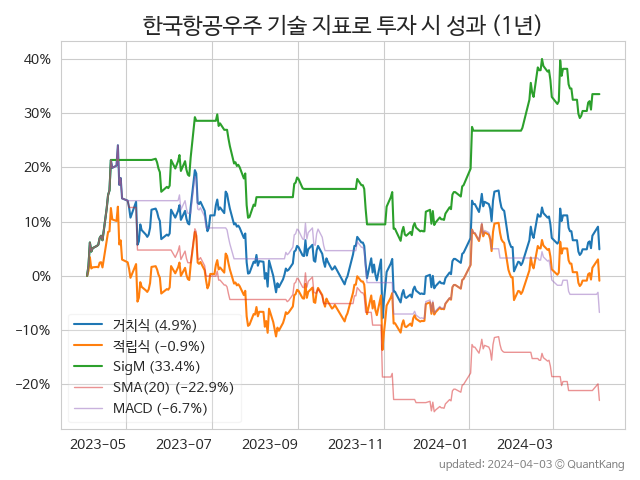 한국항공우주 기술 지표로 투자 시 성과 (1년)
40%
30%
20%
10%
0%
−10%
−20%
거치식 (4.9%)
적립식 (−0.9%)
SigM (33.4%)
SMA(20) (−22.9%)
MACD (−6.7%)
2023-05 2023-07 2023-09 2023-11 2024-01 2024-03
updated: 2024-04-03 © QuantKang